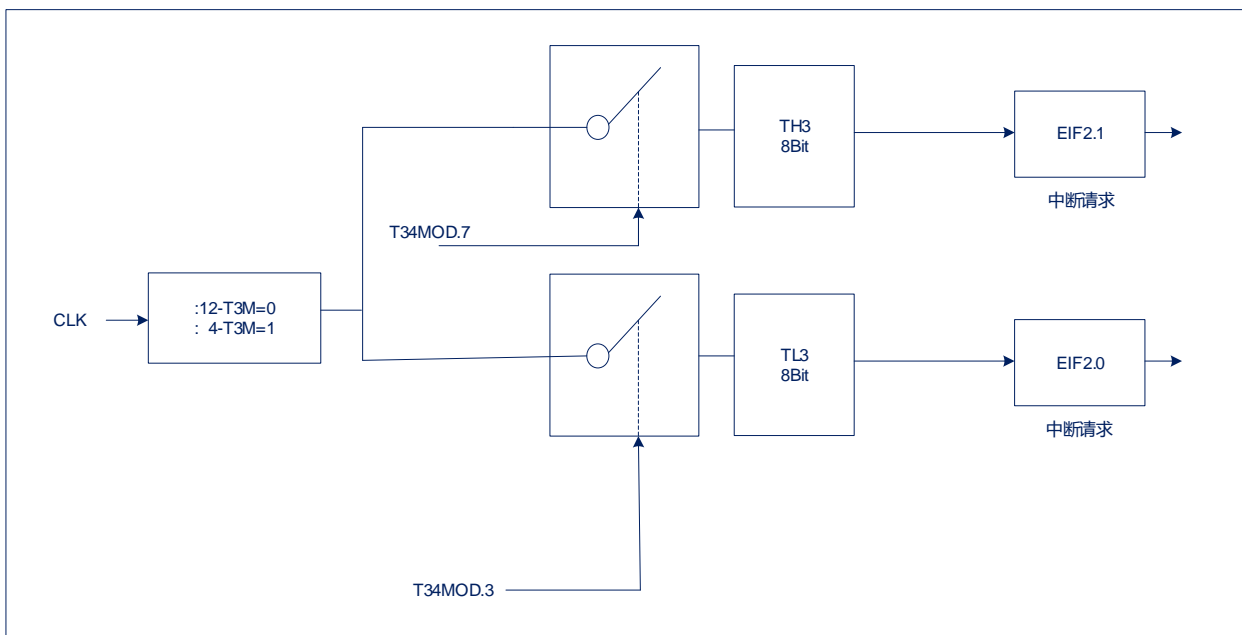 TH3
8Bit
EIF2.1
中断请求
T34MOD.7
CLK
:12-T3M=0
: 4-T3M=1
TL3
8Bit
EIF2.0
中断请求
T34MOD.3